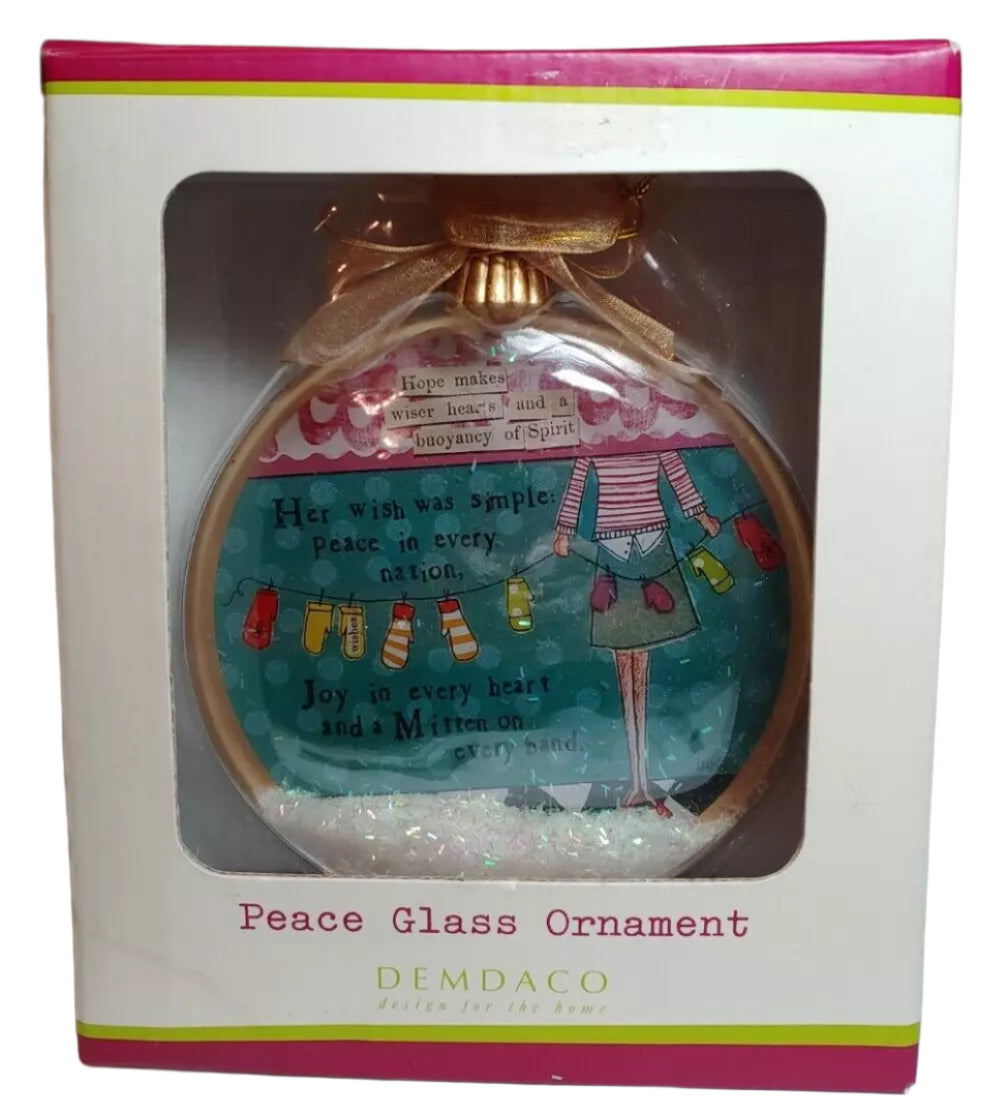 Hope makes
wiser hearts and a
buoyancy of Spirit
Her wish was simple:
Peace in every
nation,
wishes
Joy in every heart
and a Mitten on
every hand.
Peace Glass Ornament
DEMDACO
design for the home